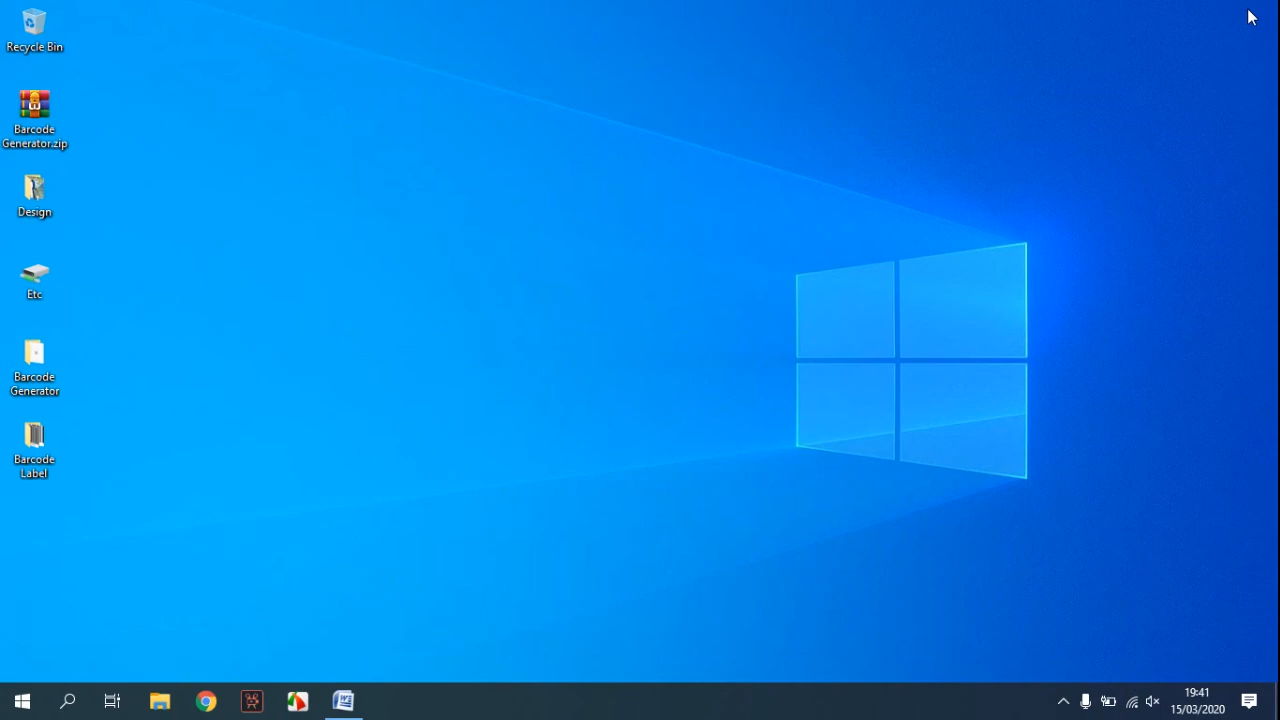 Recycle Bin
Barcode
Generator.zip
Design
Etc
Barcode
Generator
Barcode
Label
19:41
15/03/2020